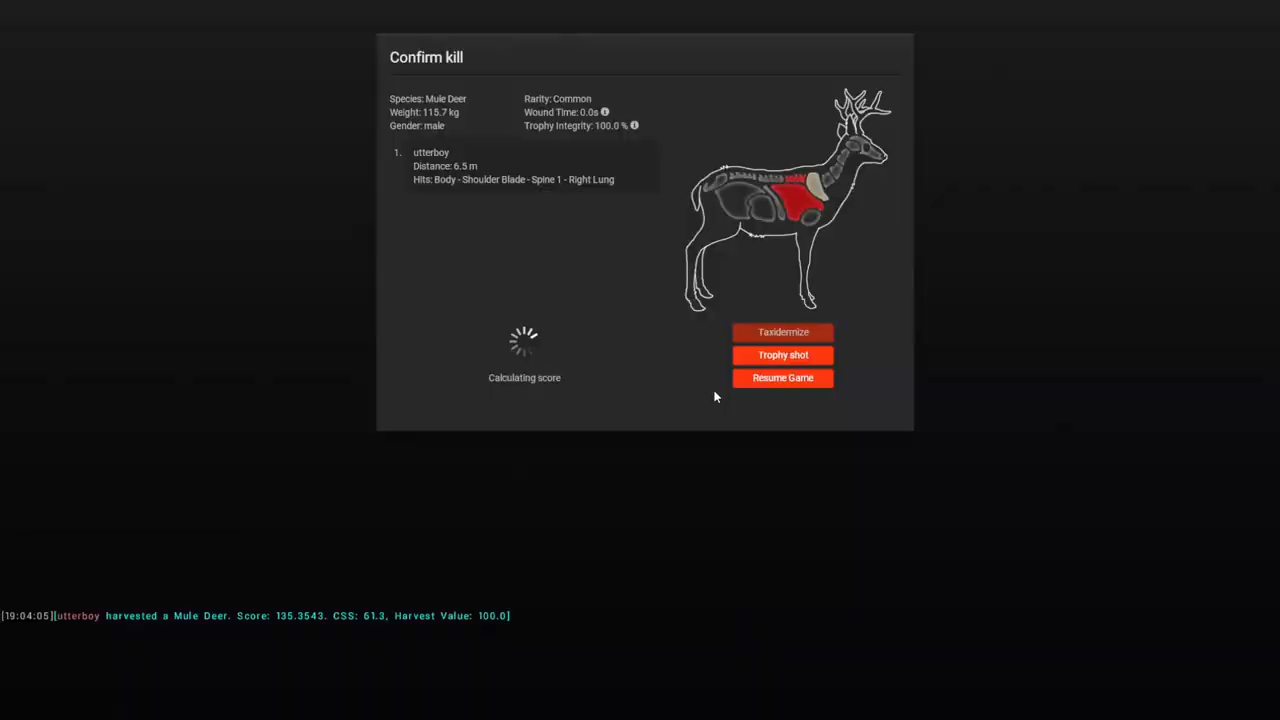 Confirm kill
Species: Mule Deer
Weight: 115.7 kg
Gender: male
Rarity: Common
Wound Time: 0.0s
Trophy Integrity: 100.0 %
1. utterboy
Distance: 6.5 m
Hits: Body - Shoulder Blade - Spine 1 - Right Lung
Taxidermize
Trophy shot
Calculating score
Resume Game
[19:04:05][utterboy harvested a Mule Deer. Score: 135.3543. CSS: 61.3, Harvest Value: 100.0]